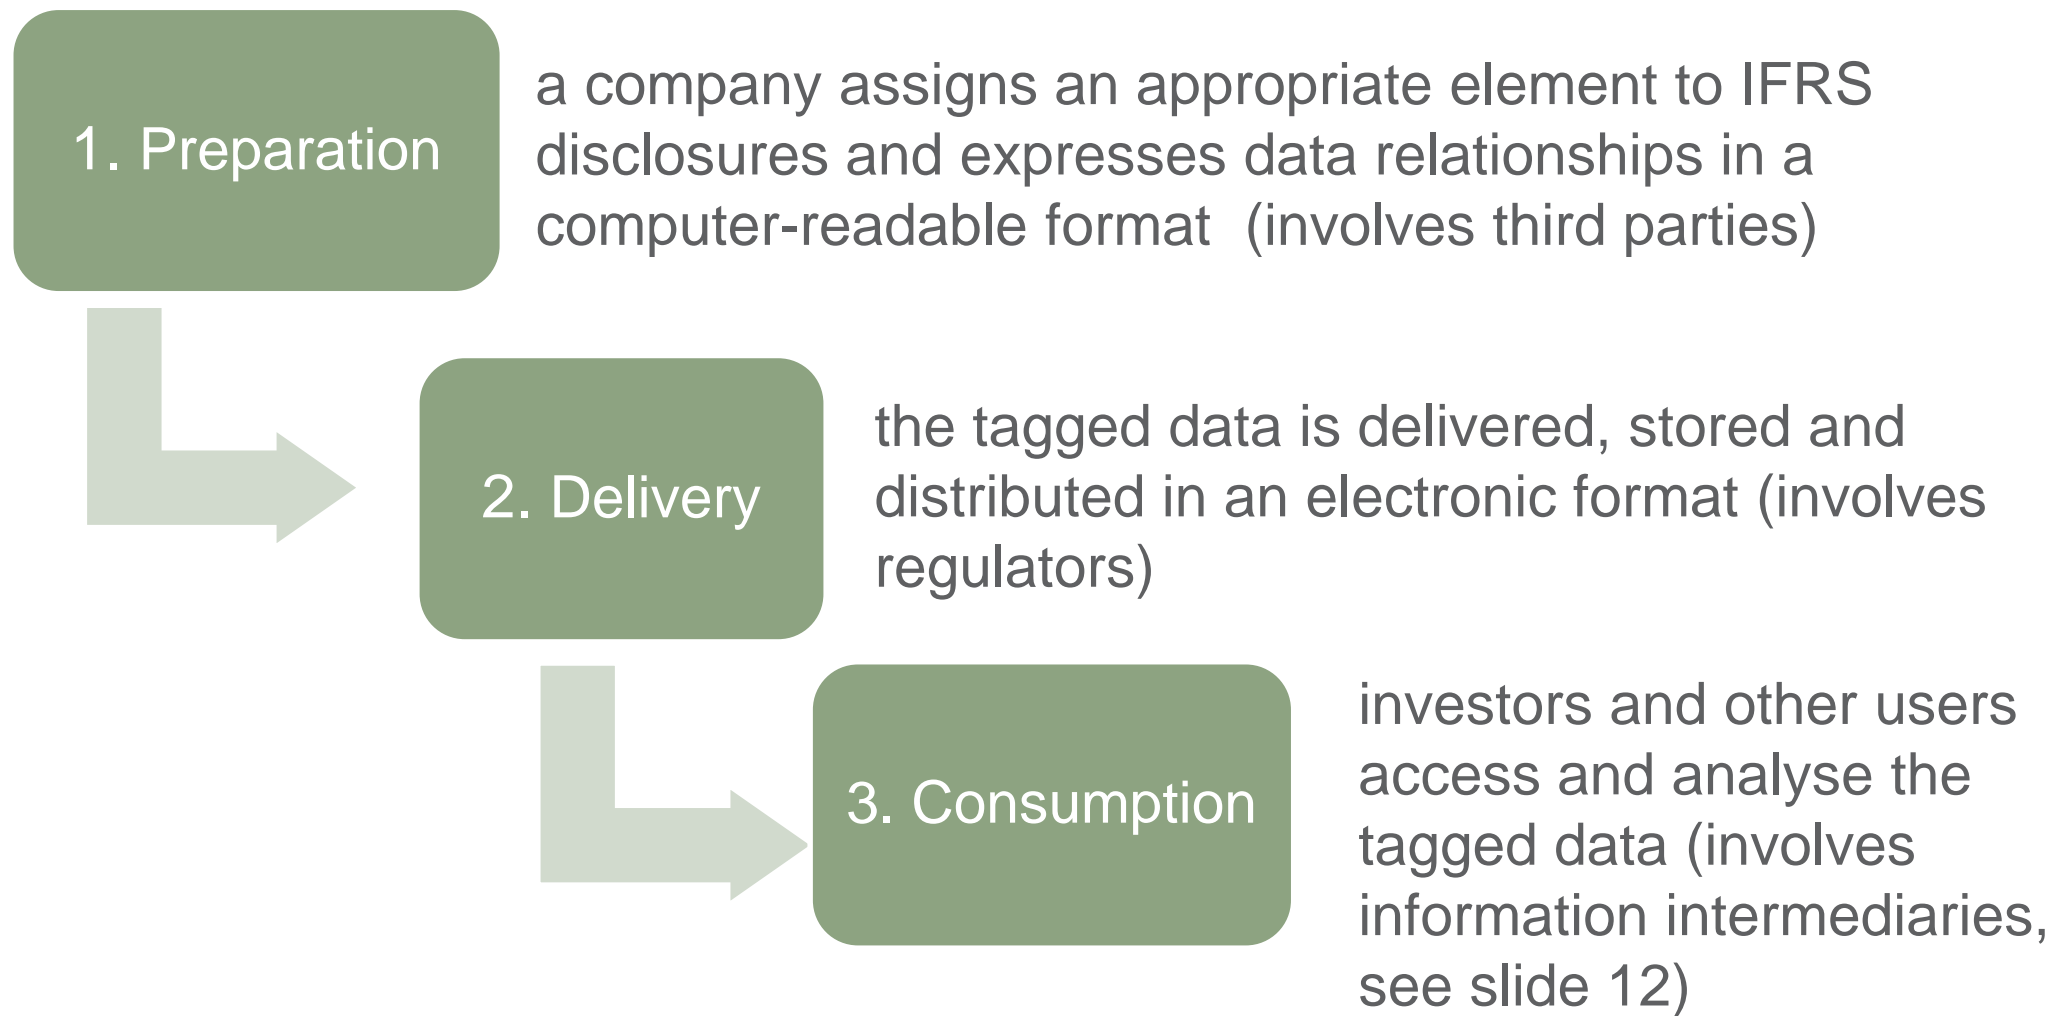 1. Preparation
a company assigns an appropriate element to IFRS
disclosures and expresses data relationships in a
computer-readable format  (involves third parties)
2. Delivery
the tagged data is delivered, stored and
distributed in an electronic format (involves
regulators)
3. Consumption
investors and other users
access and analyse the
tagged data (involves
information intermediaries,
see slide 12)